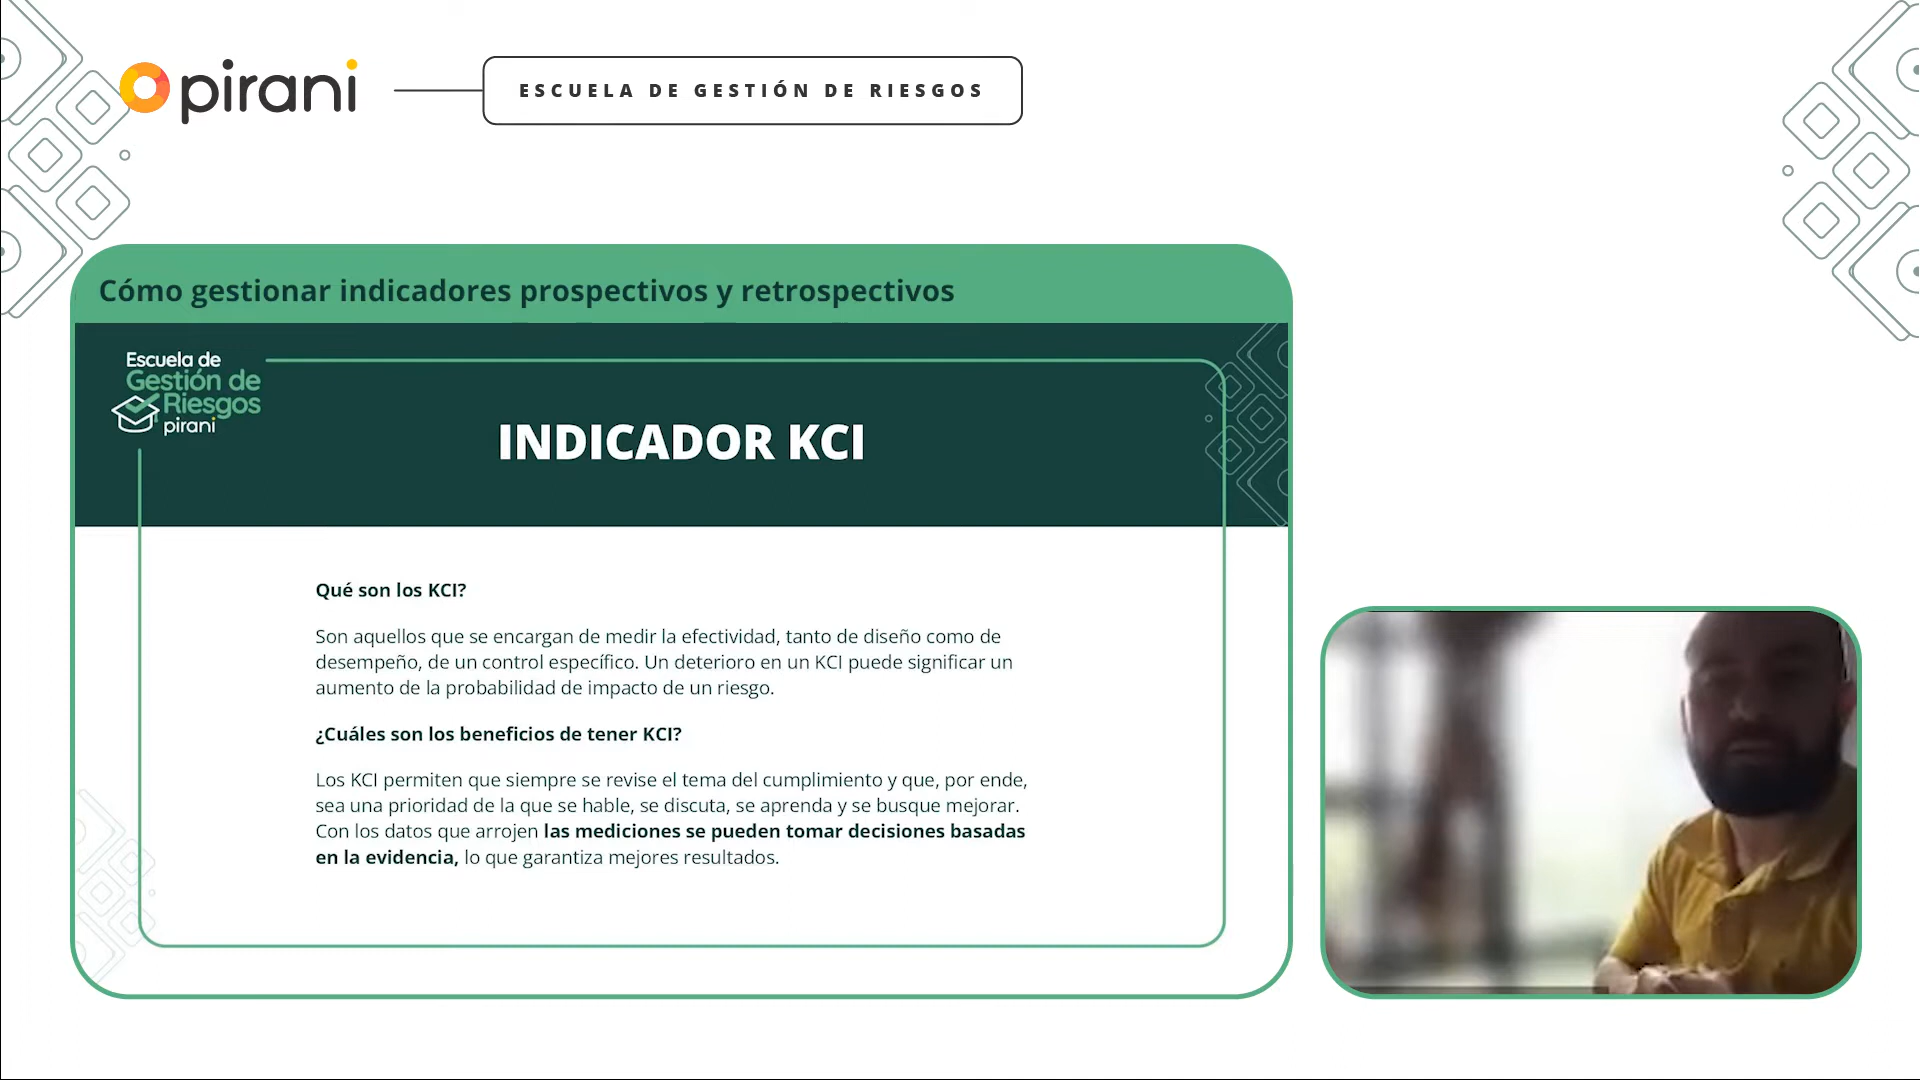 pirani
ESCUELA DE GESTIÓN DE RIESGOS
Cómo gestionar indicadores prospectivos y retrospectivos
Escuela de
Gestión de
Riesgos
pirani
INDICADOR KCI
Qué son los KCI?
Son aquellos que se encargan de medir la efectividad, tanto de diseño como de
desempeño, de un control específico. Un deterioro en un KCI puede significar un
aumento de la probabilidad de impacto de un riesgo.
¿Cuáles son los beneficios de tener KCI?
Los KCI permiten que siempre se revise el tema del cumplimiento y que, por ende,
sea una prioridad de la que se hable, se discuta, se aprenda y se busque mejorar.
Con los datos que arrojen las mediciones se pueden tomar decisiones basadas
en la evidencia, lo que garantiza mejores resultados.